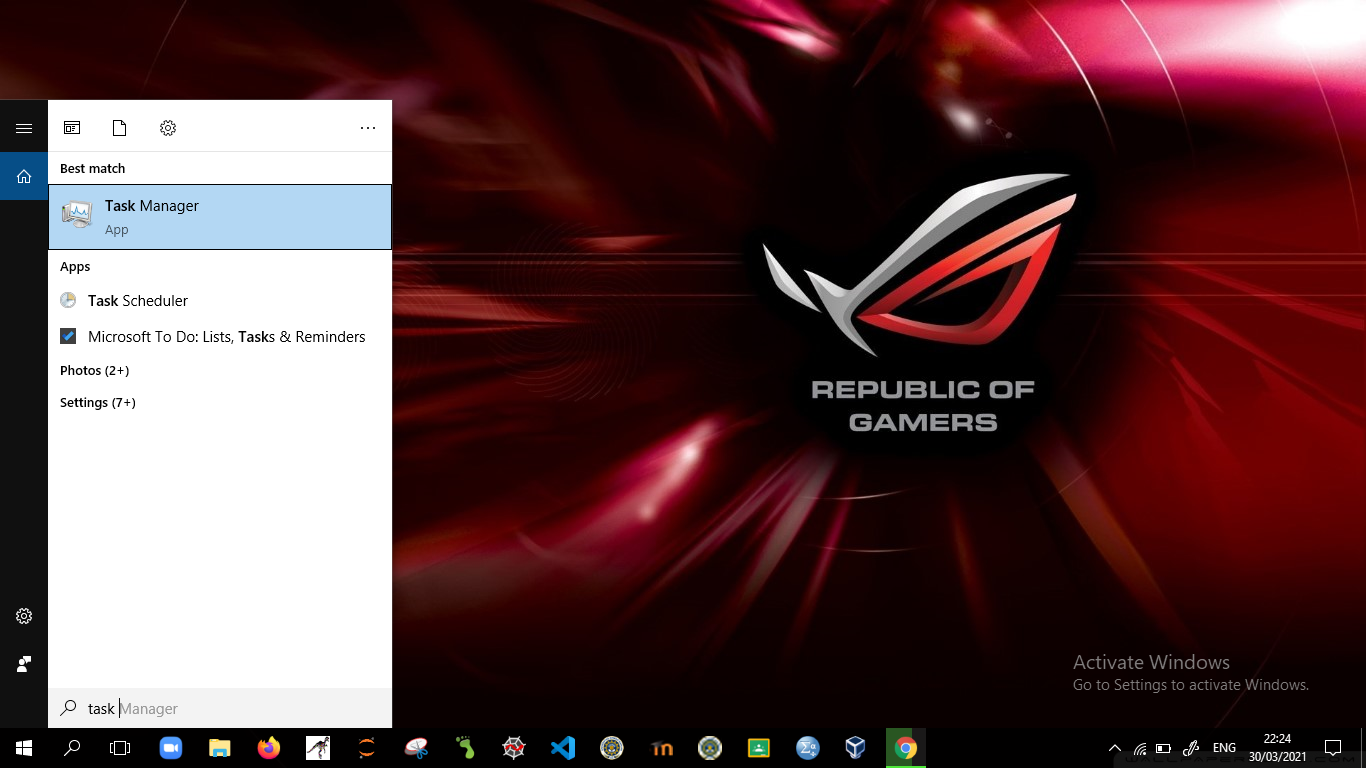 Best match
Task Manager
App
Apps
Task Scheduler
Microsoft To Do: Lists, Tasks & Reminders
Photos (2+)
Settings (7+)
task Manager
REPUBLIC OF
GAMERS
Activate Windows
Go to Settings to activate Windows.
ENG
22:24
30/03/2021